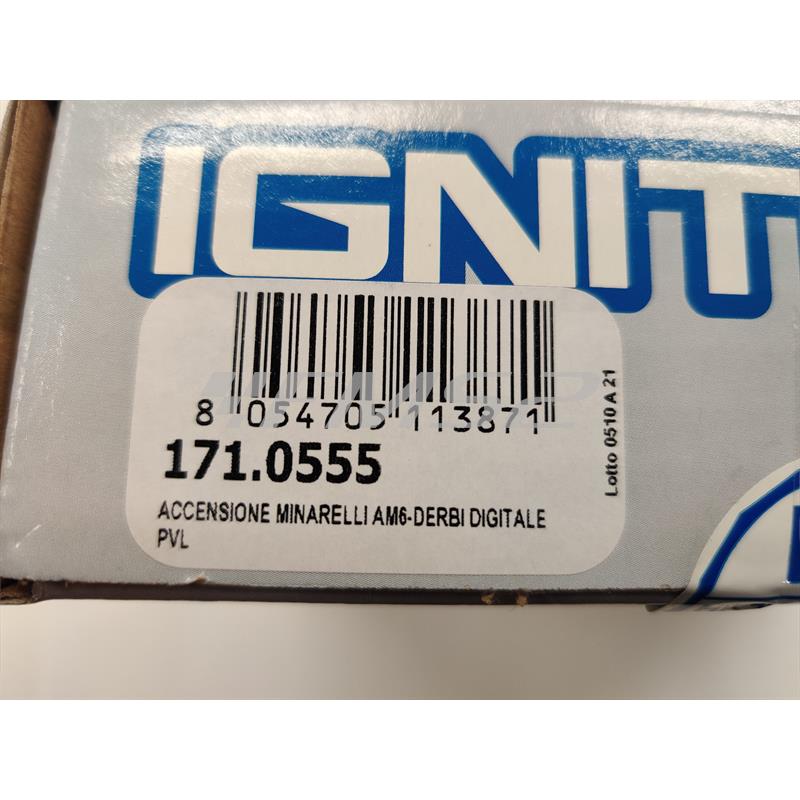 IGNIT
8 054705 113871
171.0555
ACCENSIONE MINARELLI AM6-DERBI DIGITALE
PVL
Lotto 0510 A 21